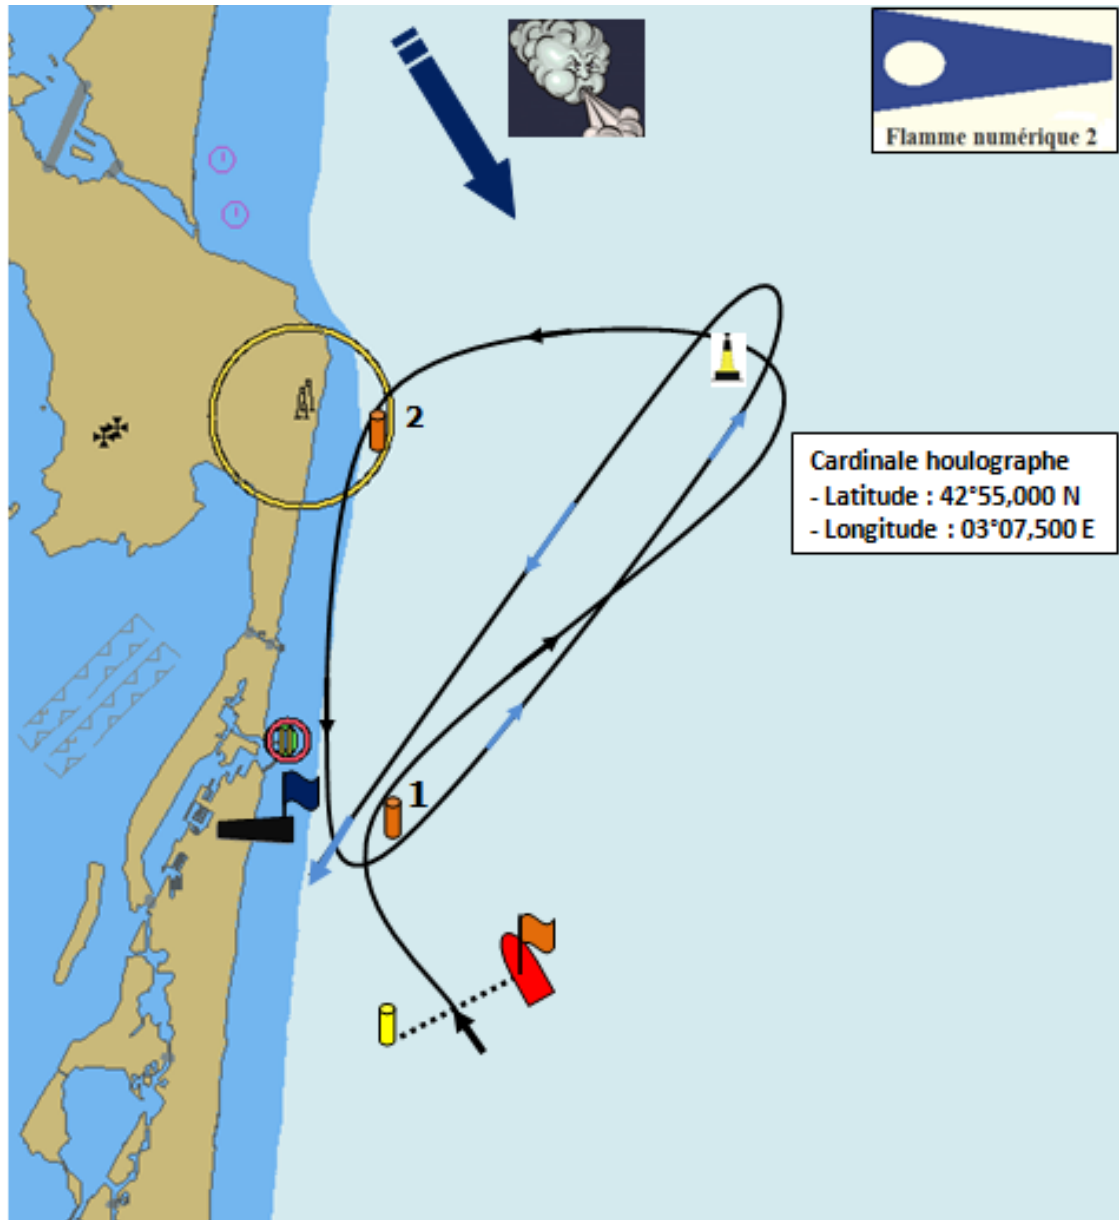 Flamme numérique 2
2
Cardinale houlographe
- Latitude : 42°55,000 N
- Longitude : 03°07,500 E
1